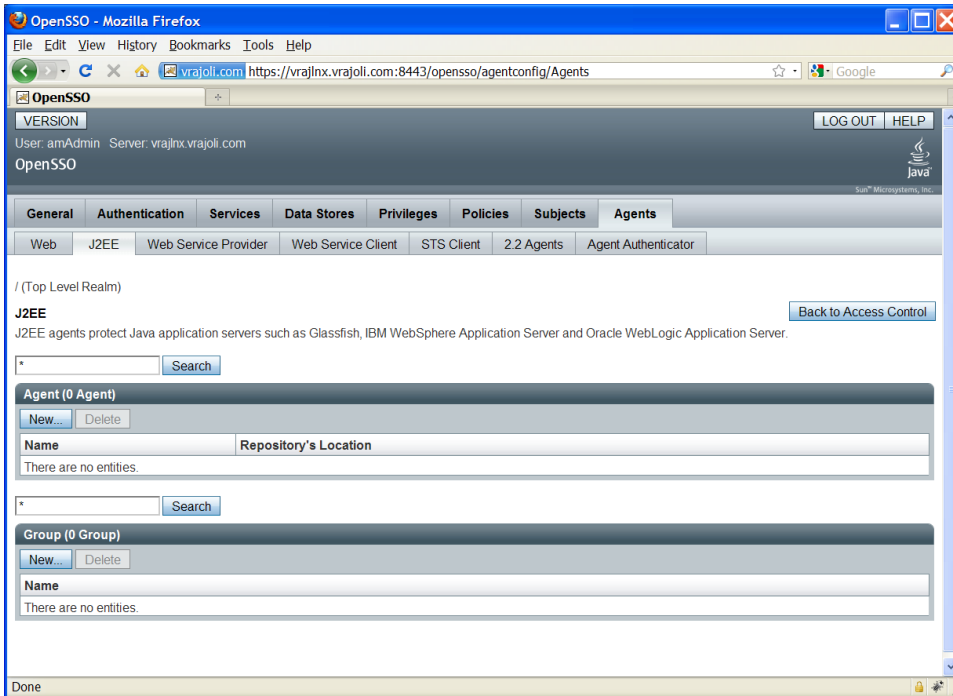 OpenSSO - Mozilla Firefox
File Edit View History Bookmarks Tools Help
vrajoli.com https://vrajlnx.vrajoli.com:8443/opensso/agentconfig/Agents Google
OpenSSO
VERSION LOG OUT HELP
User: amAdmin Server: vrajlnx.vrajoli.com
OpenSSO
Java
Sun™ Microsystems, Inc.
General Authentication Services Data Stores Privileges Policies Subjects Agents
Web J2EE Web Service Provider Web Service Client STS Client 2.2 Agents Agent Authenticator
/ (Top Level Realm)
J2EE Back to Access Control
J2EE agents protect Java application servers such as Glassfish, IBM WebSphere Application Server and Oracle WebLogic Application Server.
* Search
Agent (0 Agent)
New... Delete
Name Repository's Location
There are no entities.
* Search
Group (0 Group)
New... Delete
Name
There are no entities.
Done